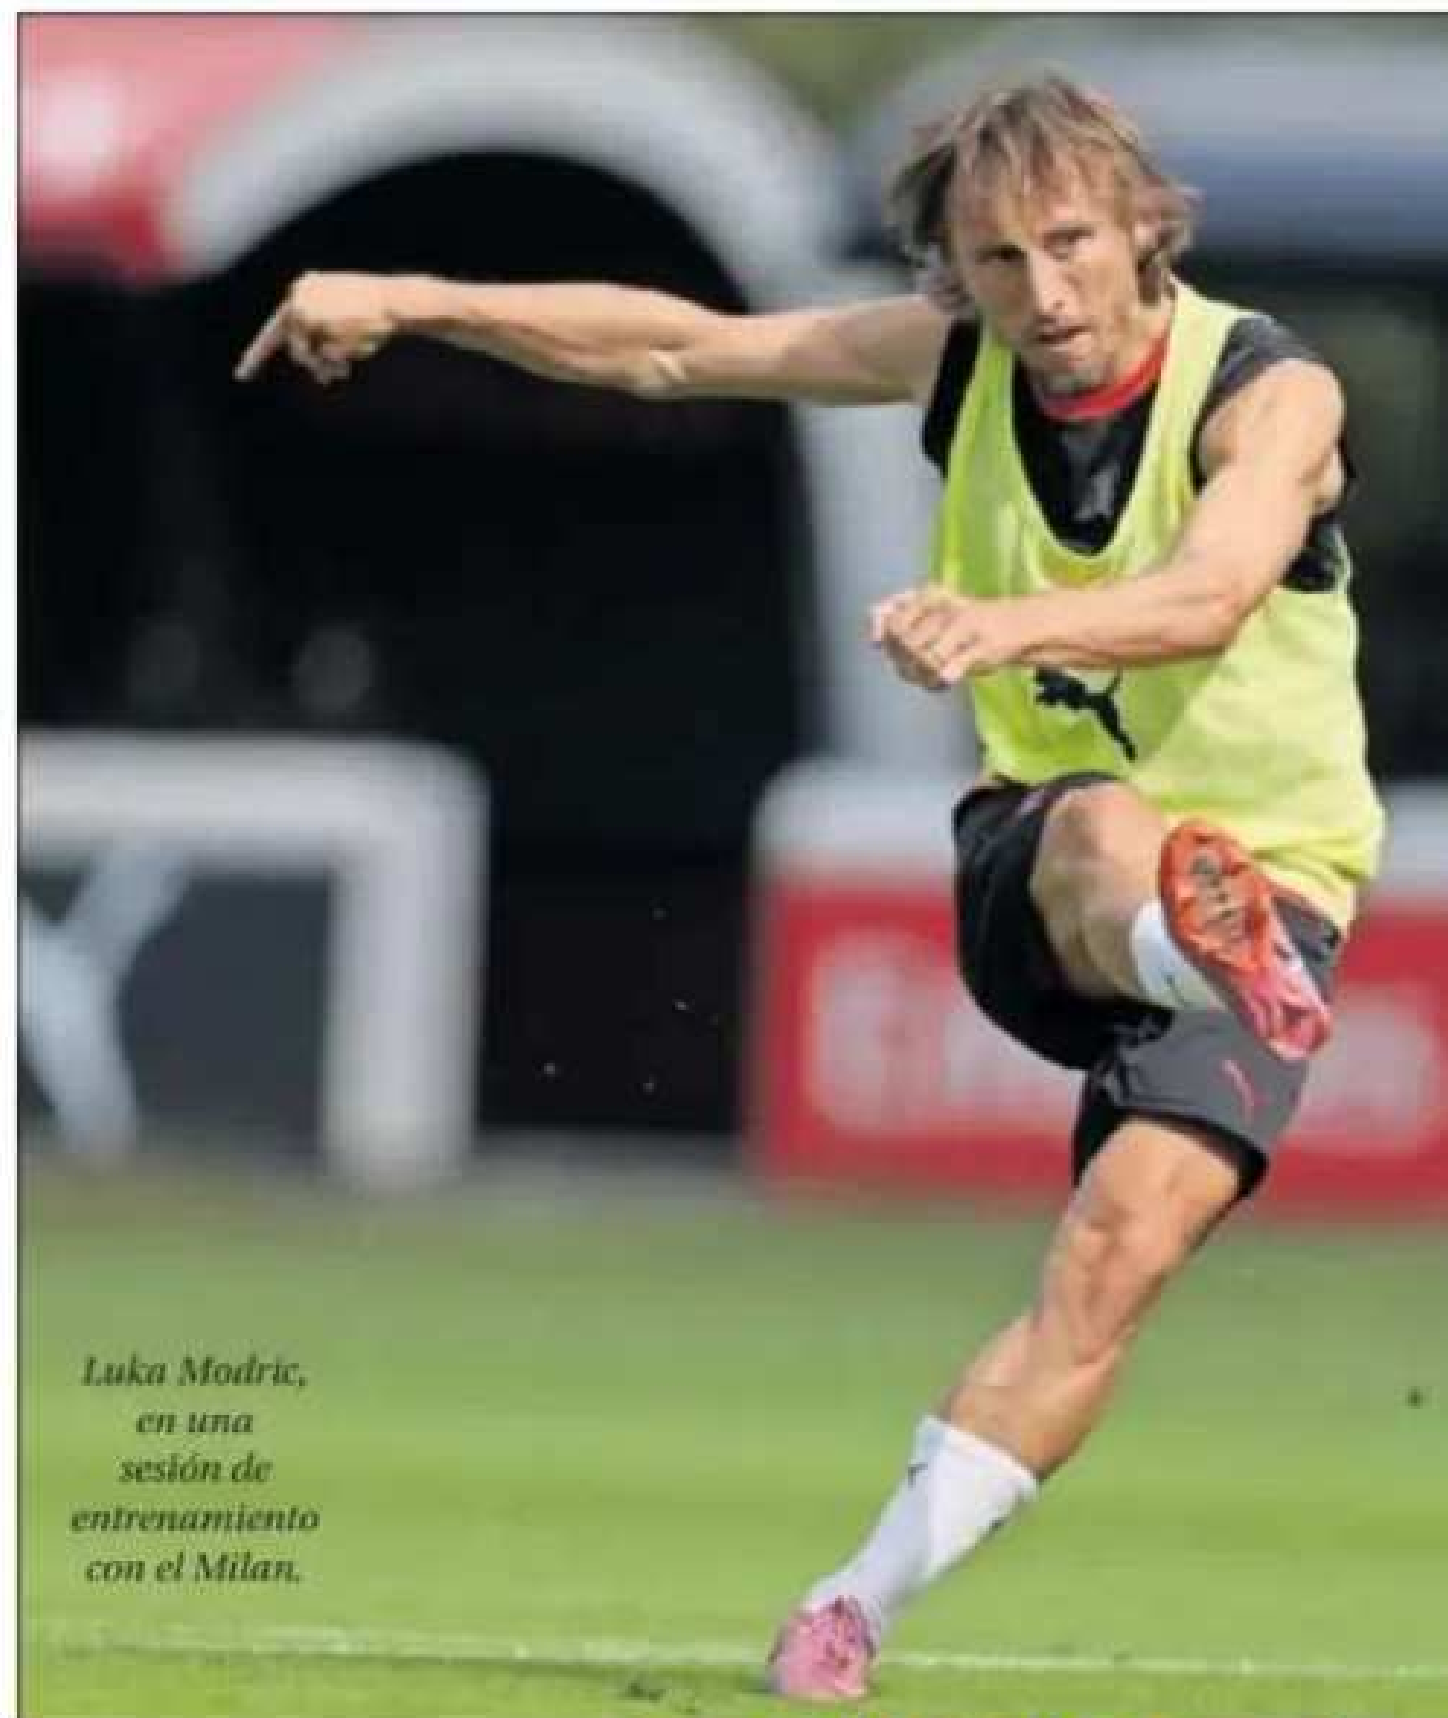 Luka Modric,
en una
sesión de
entrenamiento
con el Milan.